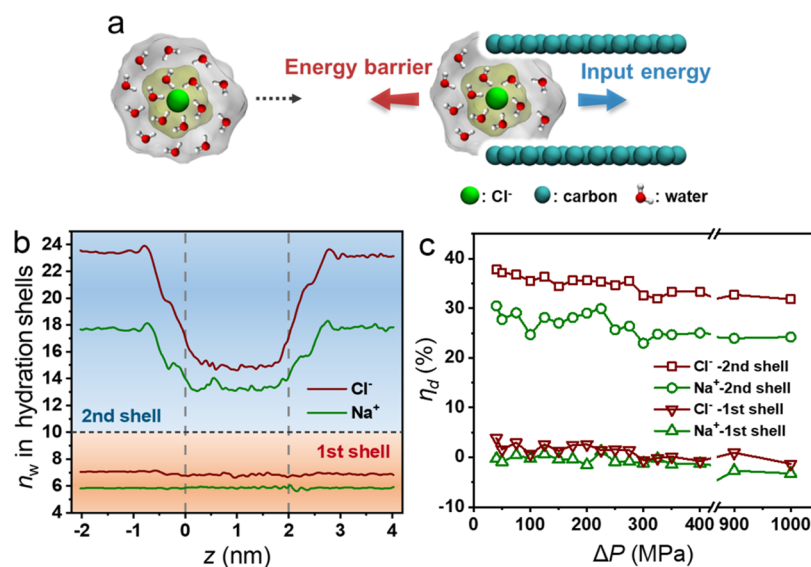 a
Energy barrier
Input energy
: Cl⁻ : carbon : water
b
24
22
20
18
16
14
12
10
8
6
4
n_w in hydration shells
Cl⁻
Na⁺
2nd shell
1st shell
-2 -1 0 1 2 3 4
z (nm)
c
40
30
20
10
0
-10
η_d (%)
Cl⁻-2nd shell
Na⁺-2nd shell
Cl⁻-1st shell
Na⁺-1st shell
0 100 200 300 400 900 1000
ΔP (MPa)